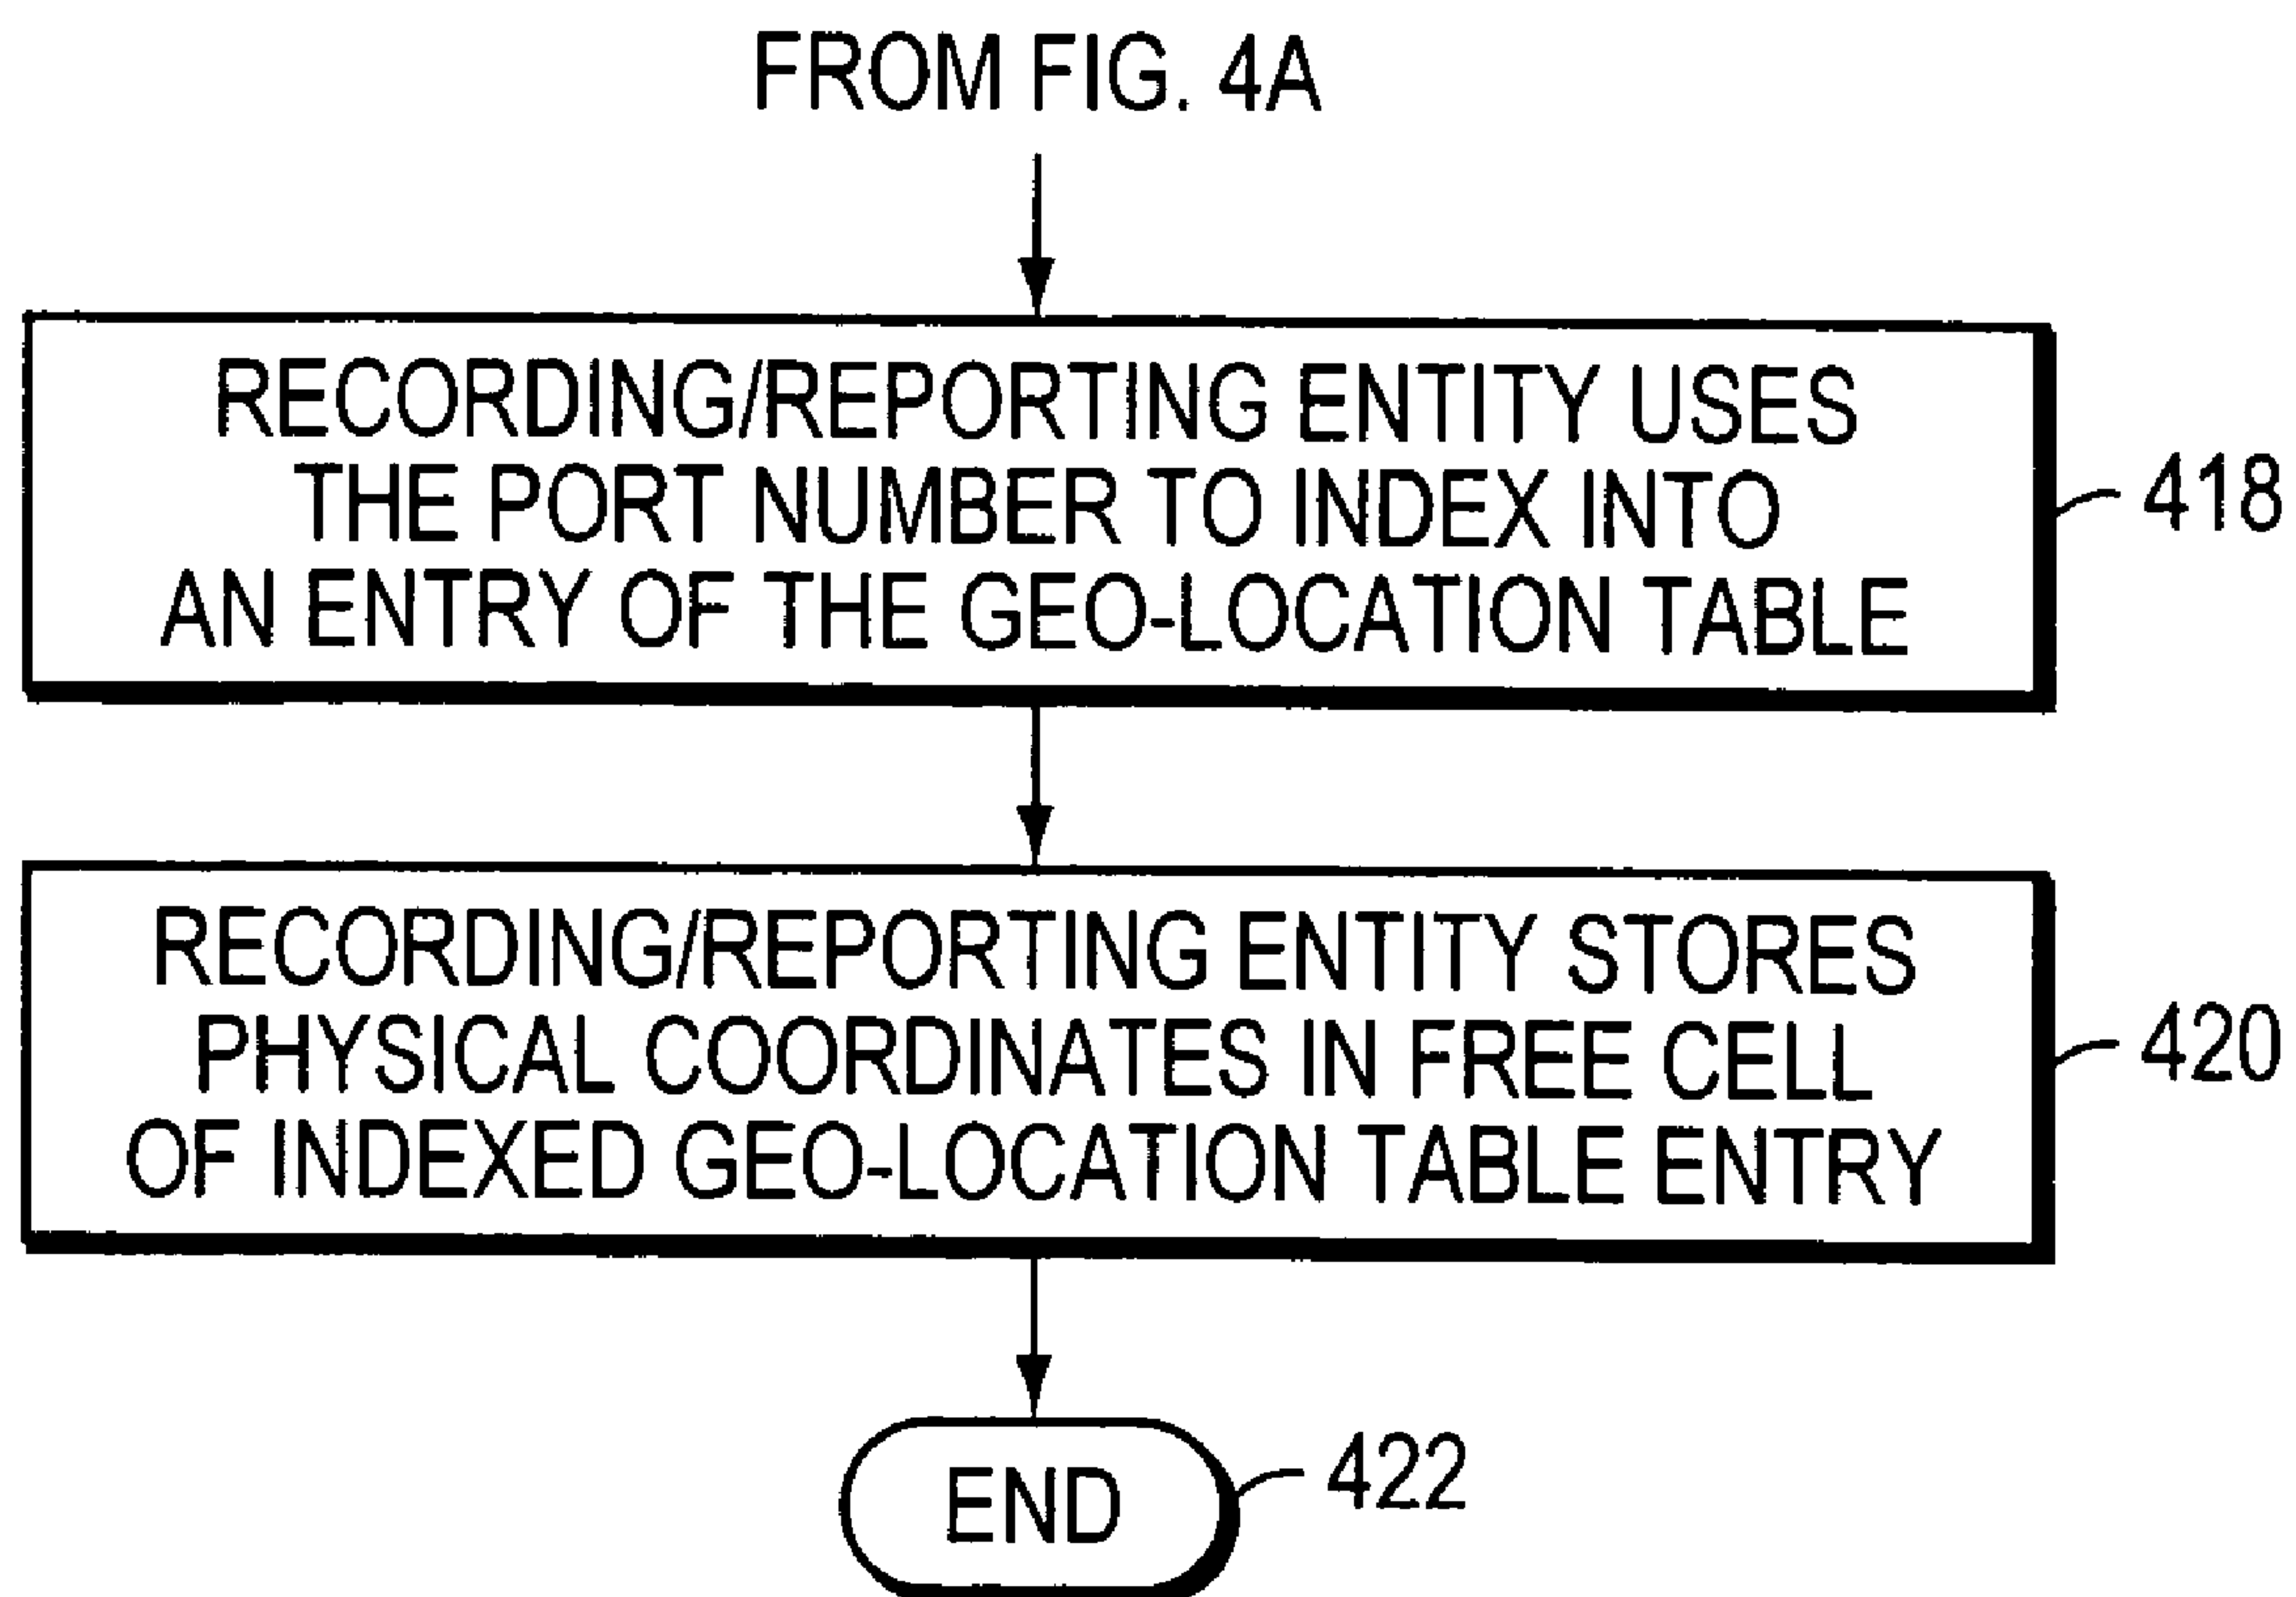 FROM FIG. 4A
RECORDING/REPORTING ENTITY USES
THE PORT NUMBER TO INDEX INTO
AN ENTRY OF THE GEO-LOCATION TABLE
418
RECORDING/REPORTING ENTITY STORES
PHYSICAL COORDINATES IN FREE CELL
OF INDEXED GEO-LOCATION TABLE ENTRY
420
END
422